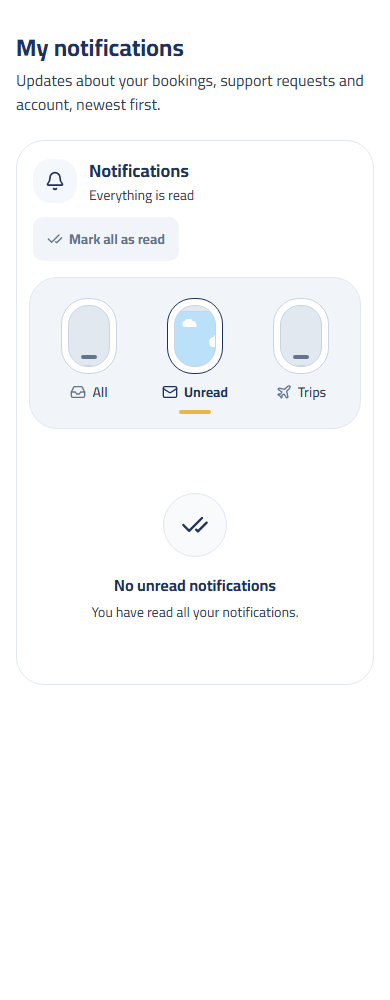 My notifications
Updates about your bookings, support requests and
account, newest first.
Notifications
Everything is read
Mark all as read
All
Unread
Trips
No unread notifications
You have read all your notifications.